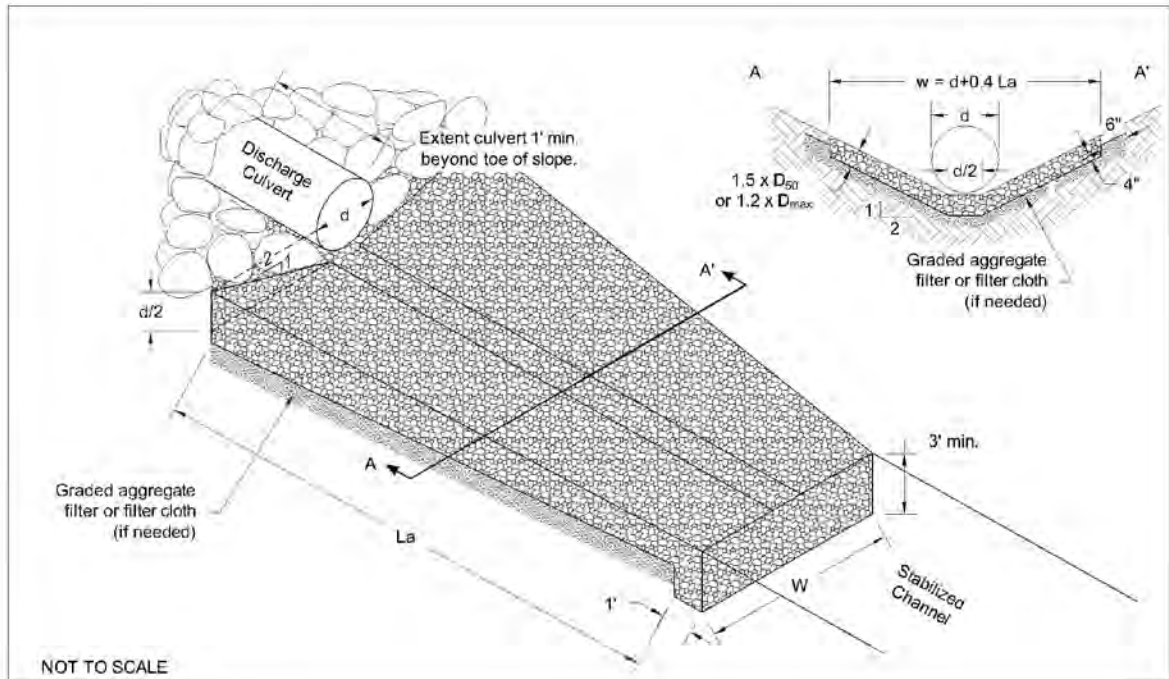 A
w = d+0.4 La
A'
d
6"
Extent culvert 1' min.
beyond toe of slope.
Discharge
Culvert
d
d/2
1.5 x D50
or 1.2 x Dmax
4"
1
2
Graded aggregate
filter or filter cloth
(if needed)
2
1
d/2
A'
A
3' min.
Graded aggregate
filter or filter cloth
(if needed)
La
W
Stabilized
Channel
1'
NOT TO SCALE